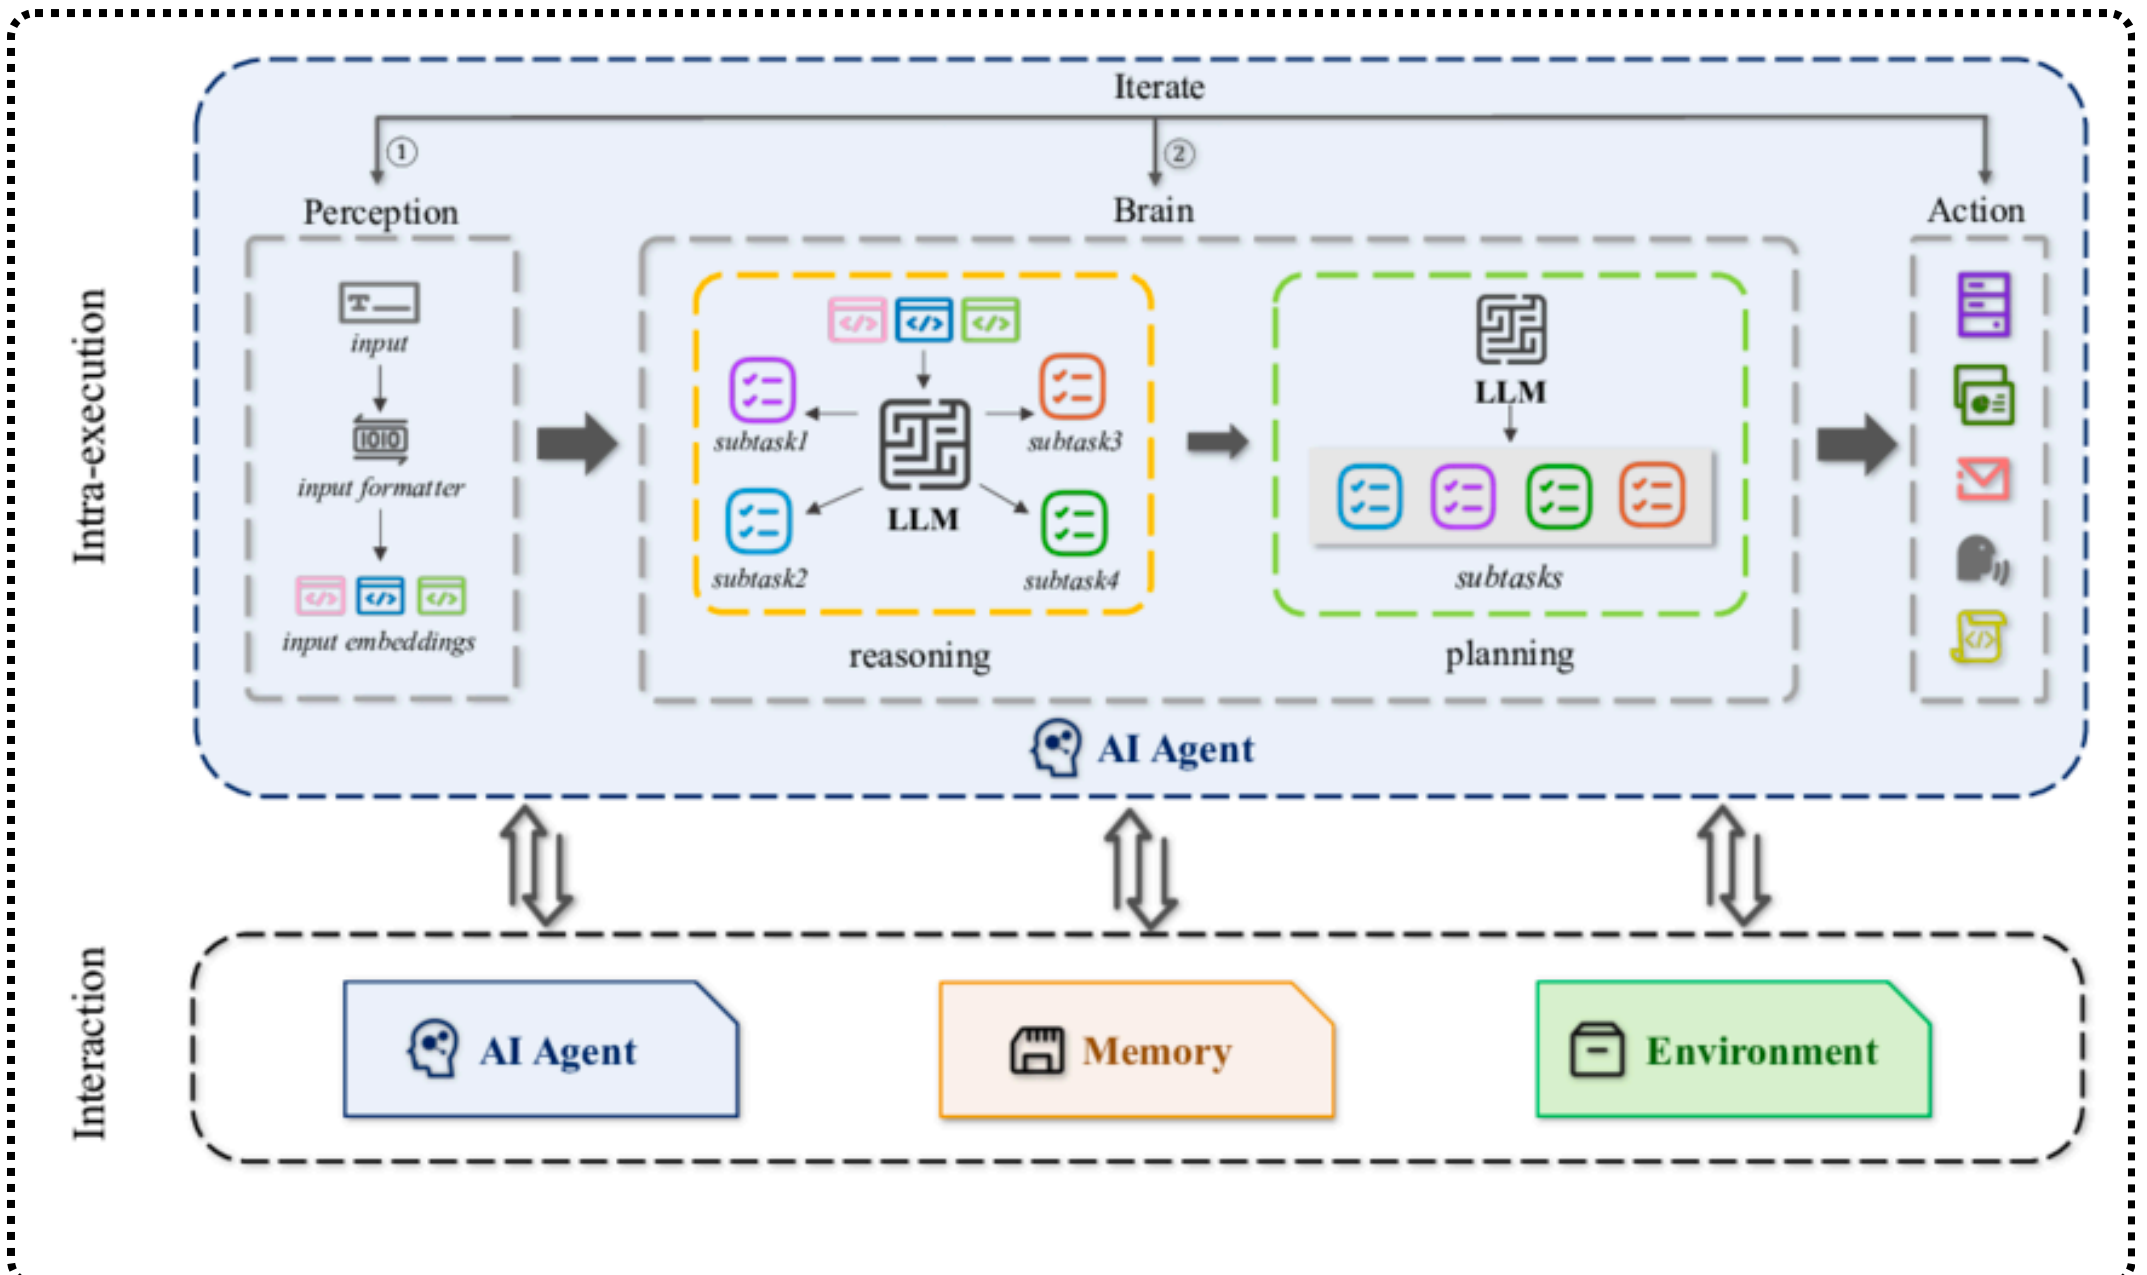 Iterate
①
②
Perception
Brain
Action
Intra-execution
input
input formatter
1010
input embeddings
subtask1
subtask3
LLM
subtask2
subtask4
reasoning
LLM
subtasks
planning
AI Agent
Interaction
AI Agent
Memory
Environment